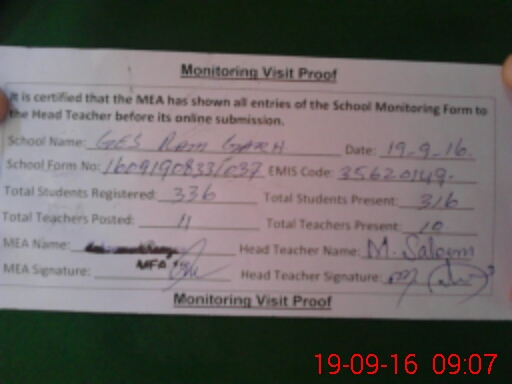 Monitoring Visit Proof
It is certified that the MEA has shown all entries of the School Monitoring Form to
the Head Teacher before its online submission.
School Name: GES Ram GARH Date: 19-9-16.
School Form No: 1609190833/037 EMIS Code: 35620149.
Total Students Registered: 336 Total Students Present: 316
Total Teachers Posted: 11 Total Teachers Present: 10
MEA Name: Head Teacher Name: M. Saleem
MEA Signature: MEA Head Teacher Signature:
Monitoring Visit Proof
19-09-16 09:07